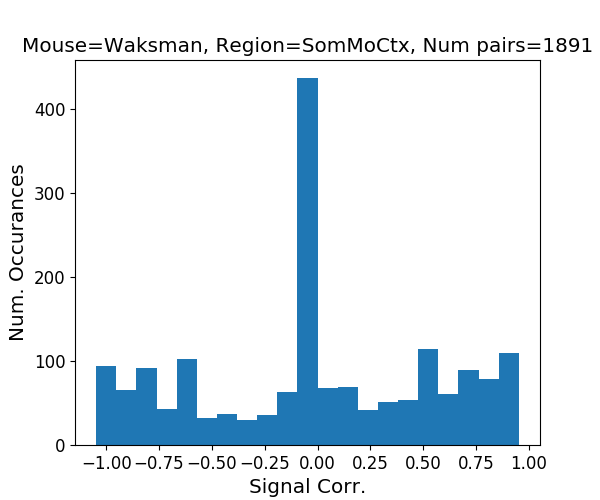 Mouse=Waksman, Region=SomMoCtx, Num pairs=1891
Num. Occurances
400
300
200
100
0
−1.00 −0.75 −0.50 −0.25 0.00 0.25 0.50 0.75 1.00
Signal Corr.